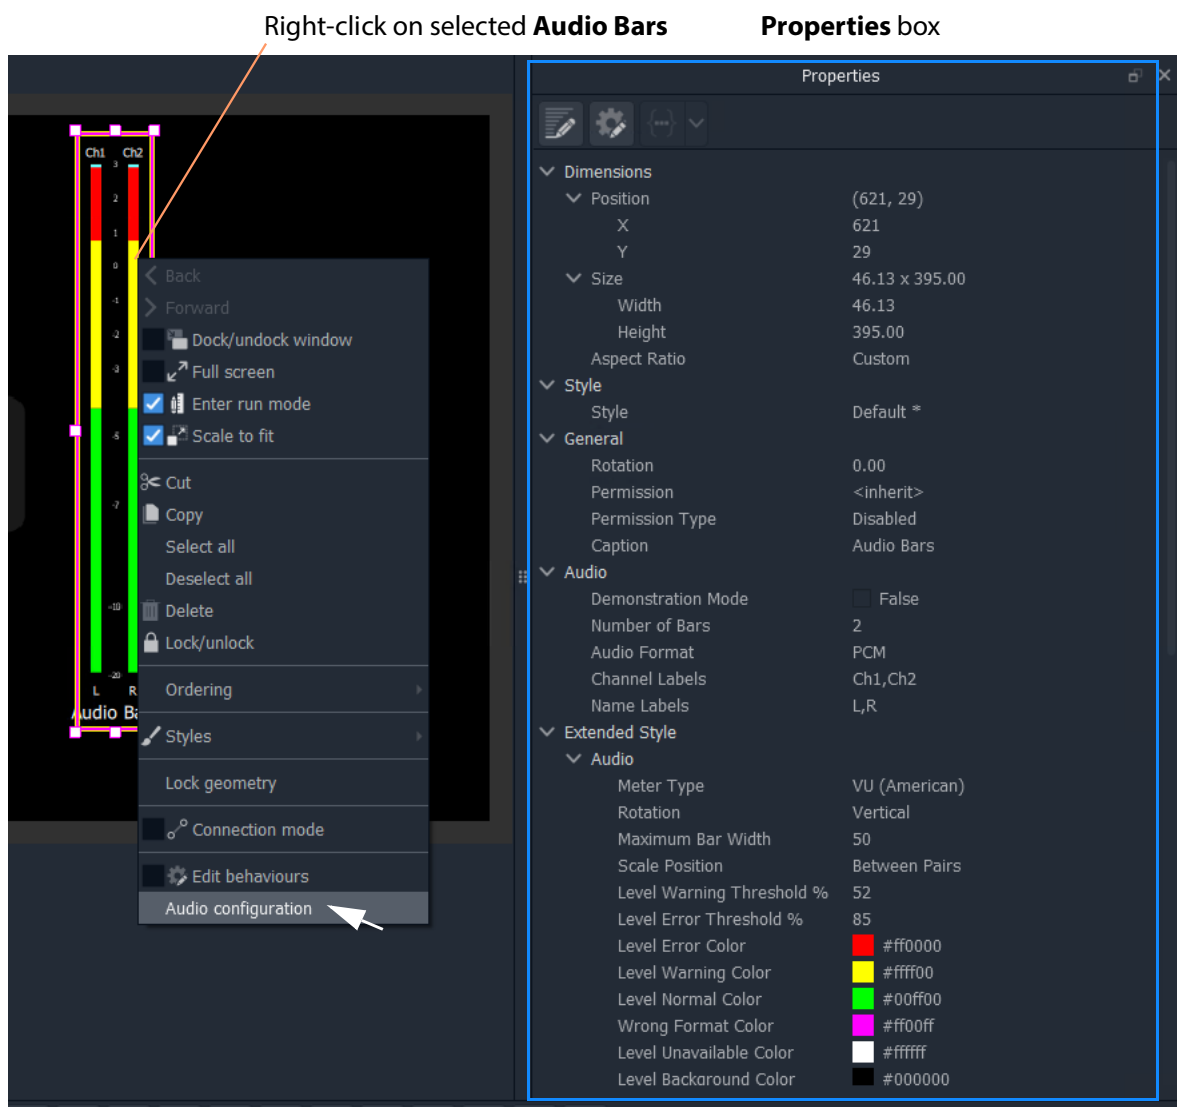 Right-click on selected Audio Bars
Properties box
Ch1 Ch2
3
2
1
0
-1
-2
-3
-5
-7
-10
-20
L R
Audio Ba
Back
Forward
Dock/undock window
Full screen
Enter run mode
Scale to fit
Cut
Copy
Select all
Deselect all
Delete
Lock/unlock
Ordering
Styles
Lock geometry
Connection mode
Edit behaviours
Audio configuration
Properties
Dimensions
Position (621, 29)
X 621
Y 29
Size 46.13 x 395.00
Width 46.13
Height 395.00
Aspect Ratio Custom
Style
Style Default *
General
Rotation 0.00
Permission <inherit>
Permission Type Disabled
Caption Audio Bars
Audio
Demonstration Mode False
Number of Bars 2
Audio Format PCM
Channel Labels Ch1,Ch2
Name Labels L,R
Extended Style
Audio
Meter Type VU (American)
Rotation Vertical
Maximum Bar Width 50
Scale Position Between Pairs
Level Warning Threshold % 52
Level Error Threshold % 85
Level Error Color #ff0000
Level Warning Color #ffff00
Level Normal Color #00ff00
Wrong Format Color #ff00ff
Level Unavailable Color #ffffff
Level Background Color #000000